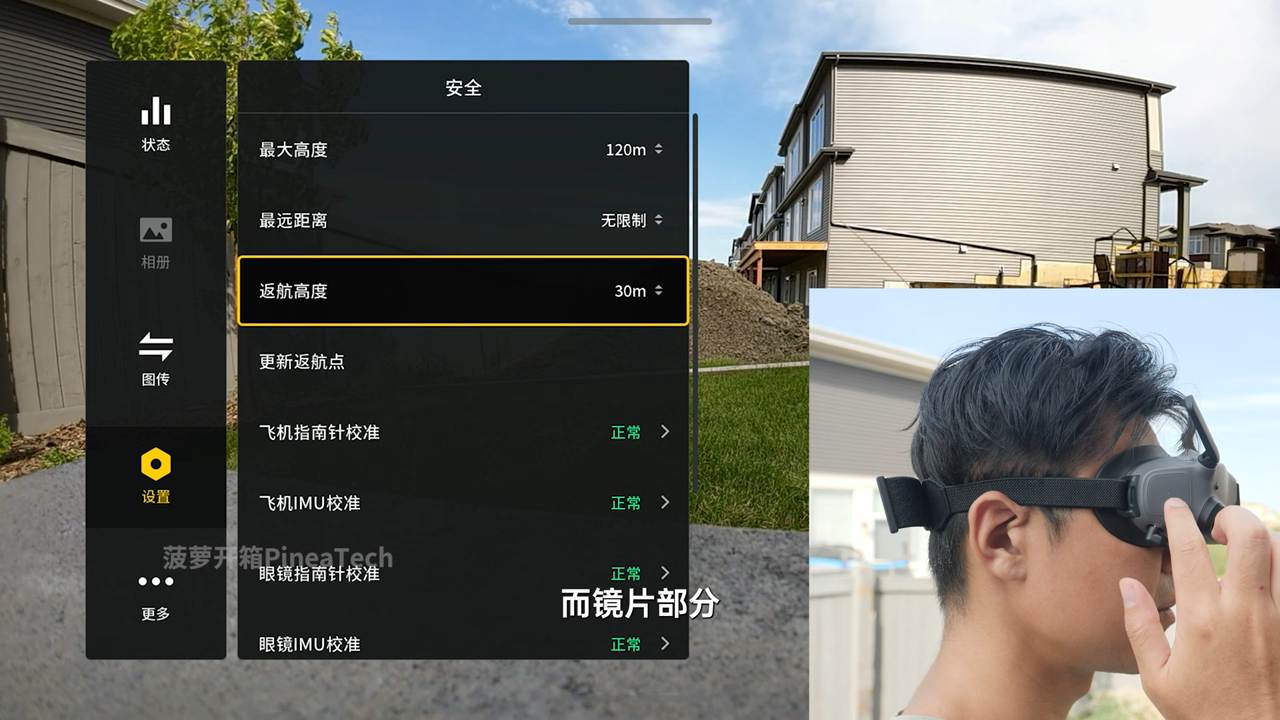 安全
状态
相册
图传
设置
更多
最大高度 120m
最远距离 无限制
返航高度 30m
更新返航点
飞机指南针校准 正常
飞机IMU校准 正常
眼镜指南针校准 正常
眼镜IMU校准 正常
菠萝开箱PineaTech
而镜片部分